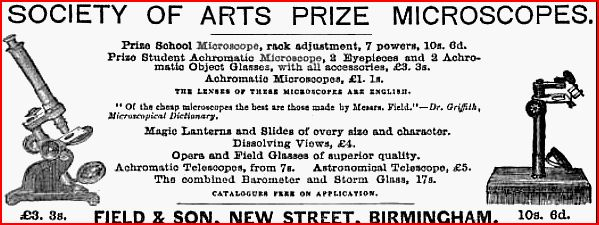 SOCIETY OF ARTS PRIZE MICROSCOPES.
Prize School Microscope, rack adjustment, 7 powers, 10s. 6d.
Prize Student Achromatic Microscope, 2 Eyepieces and 2 Achro-
matic Object Glasses, with all accessories, £3. 3s.
Achromatic Microscopes, £1. 1s.
THE LENSES OF THESE MICROSCOPES ARE ENGLISH.
"Of the cheap microscopes the best are those made by Messrs. Field."—Dr. Griffith,
Microscopical Dictionary.
Magic Lanterns and Slides of every size and character.
Dissolving Views, £4.
Opera and Field Glasses of superior quality.
Achromatic Telescopes, from 7s. Astronomical Telescope, £5.
The combined Barometer and Storm Glass, 17s.
CATALOGUES FREE ON APPLICATION.
£3. 3s. FIELD & SON, NEW STREET, BIRMINGHAM. 10s. 6d.